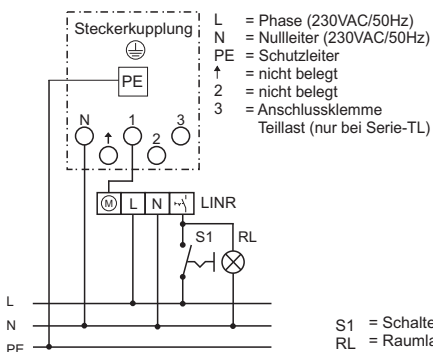 Steckerkupplung
PE
N 1 3
↑ 2
L = Phase (230VAC/50Hz)
N = Nullleiter (230VAC/50Hz)
PE = Schutzleiter
↑ = nicht belegt
2 = nicht belegt
3 = Anschlussklemme
Teillast (nur bei Serie-TL)
M L N LINR
S1 RL
L
N
PE
S1 = Schalte
RL = Raumla